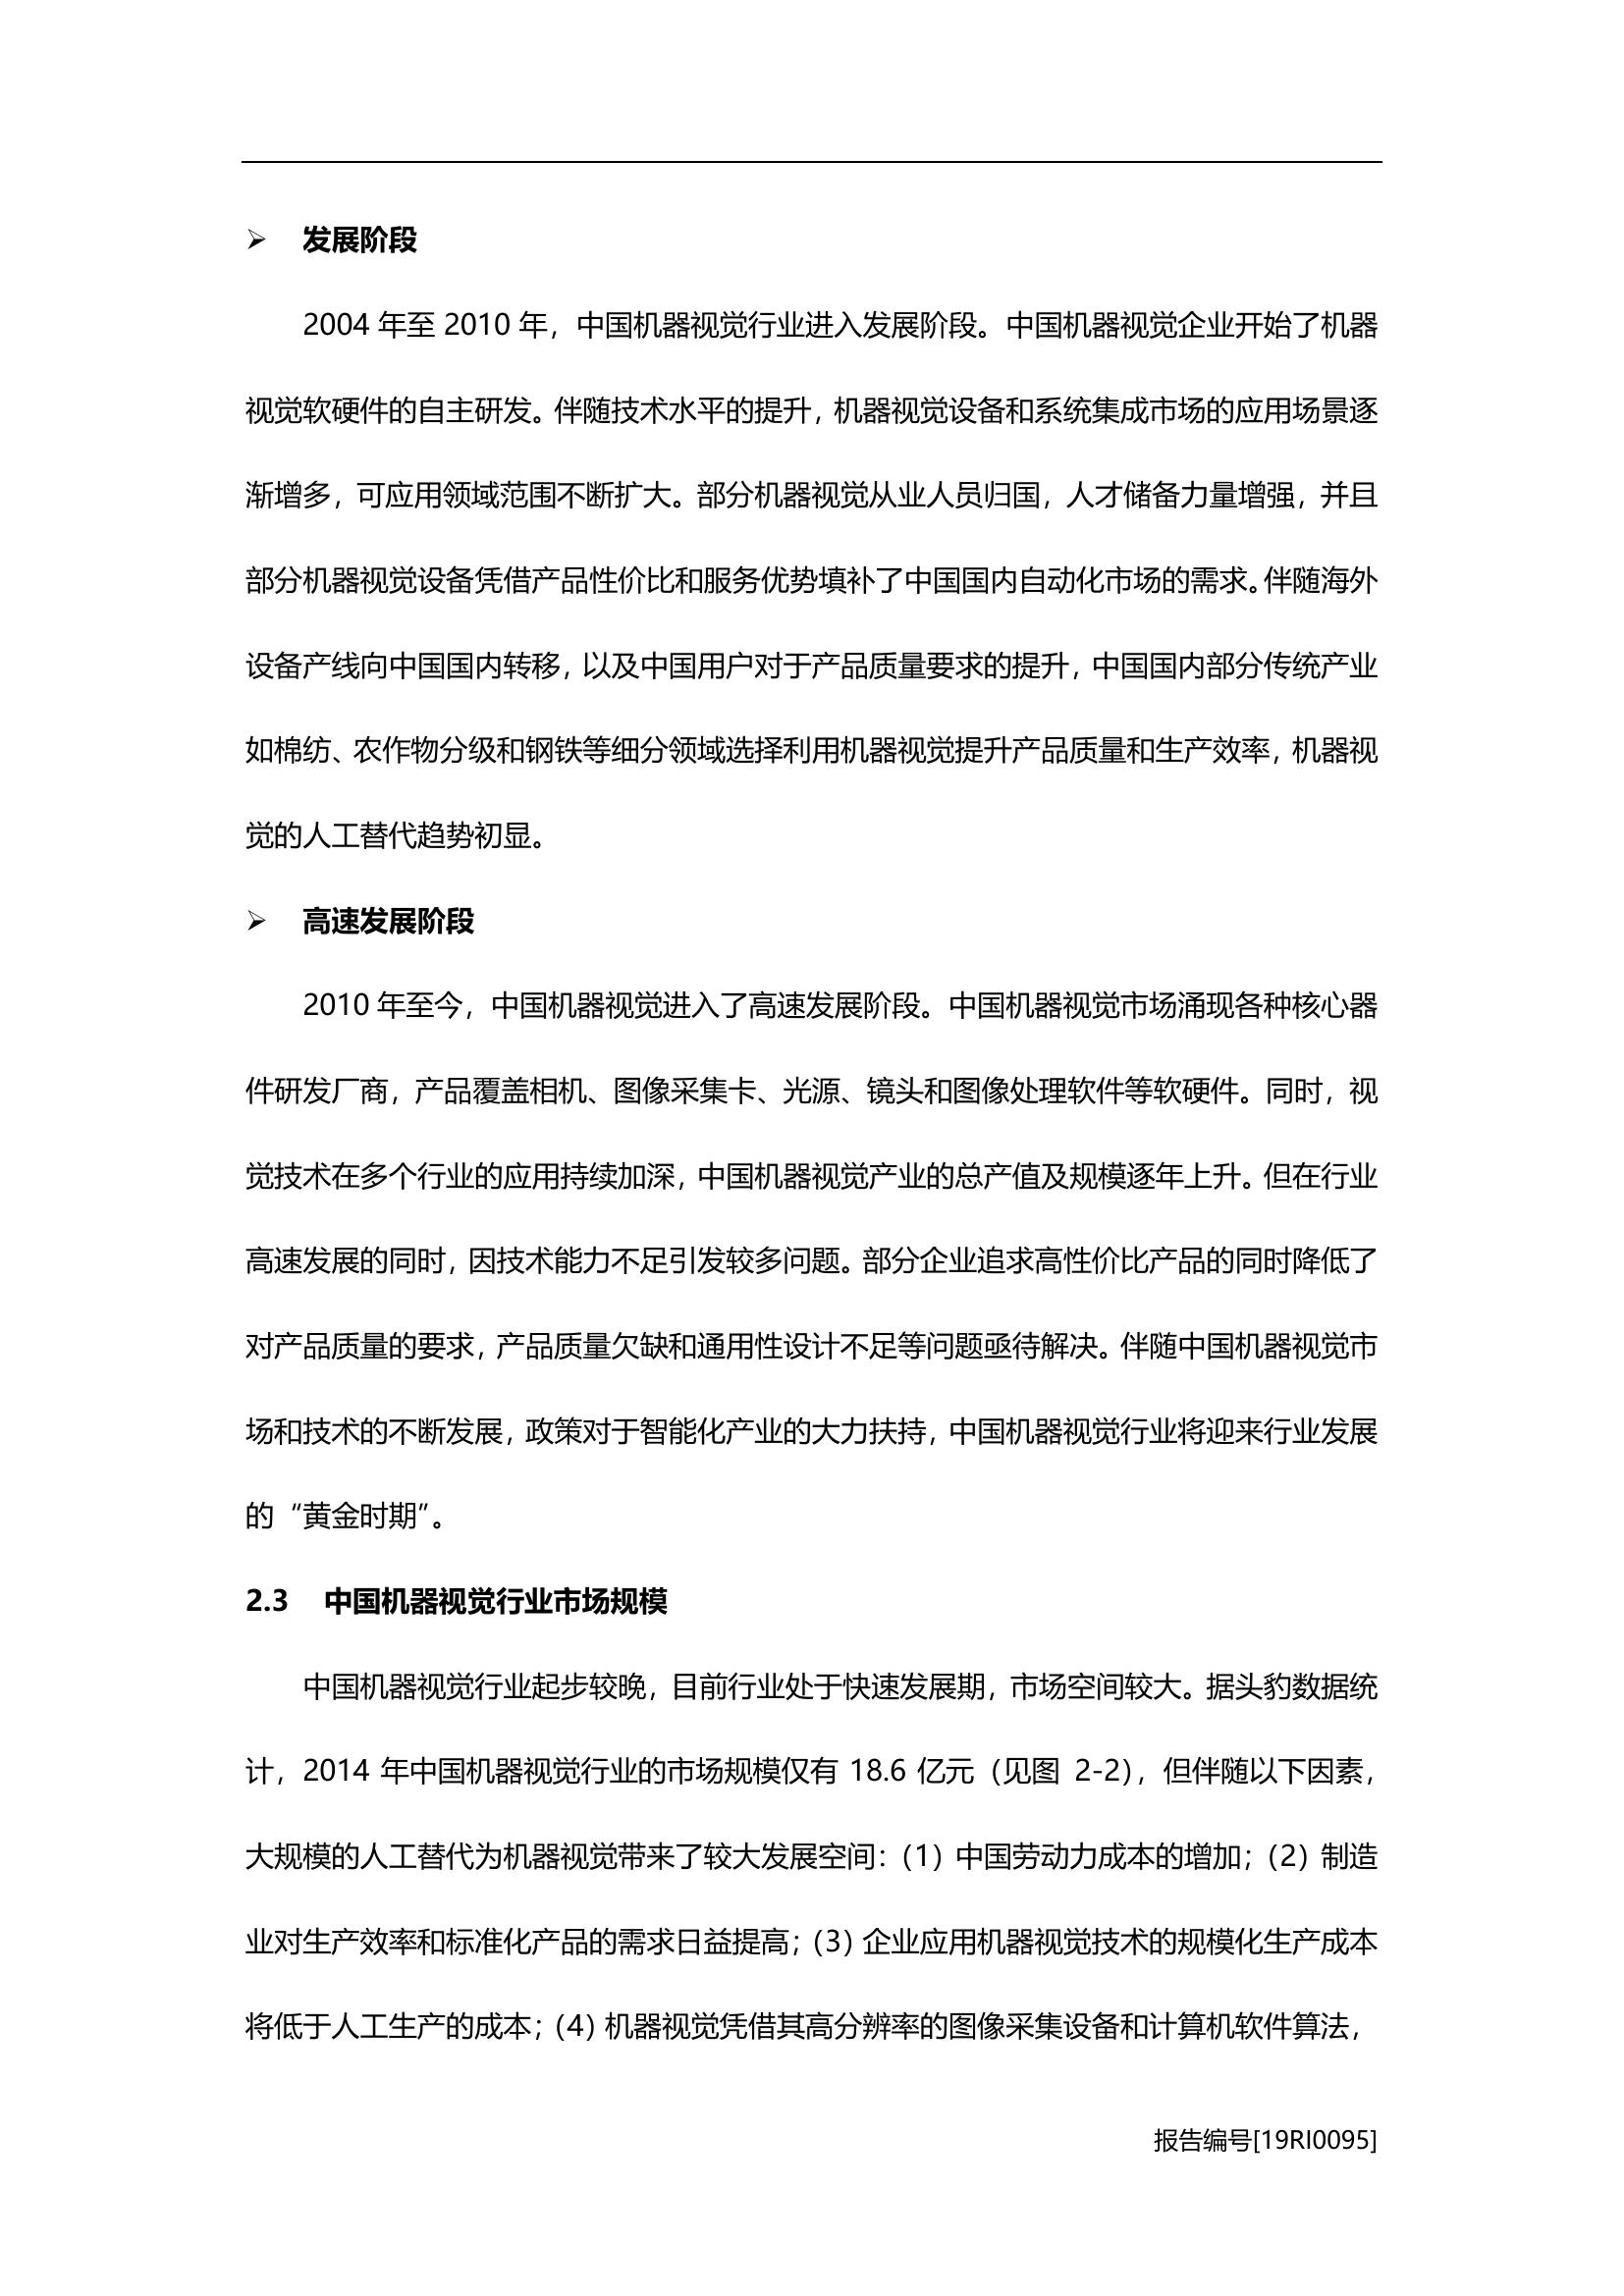 ➢ 发展阶段
2004 年至 2010 年，中国机器视觉行业进入发展阶段。中国机器视觉企业开始了机器
视觉软硬件的自主研发。伴随技术水平的提升，机器视觉设备和系统集成市场的应用场景逐
渐增多，可应用领域范围不断扩大。部分机器视觉从业人员归国，人才储备力量增强，并且
部分机器视觉设备凭借产品性价比和服务优势填补了中国国内自动化市场的需求。伴随海外
设备产线向中国国内转移，以及中国用户对于产品质量要求的提升，中国国内部分传统产业
如棉纺、农作物分级和钢铁等细分领域选择利用机器视觉提升产品质量和生产效率，机器视
觉的人工替代趋势初显。
➢ 高速发展阶段
2010 年至今，中国机器视觉进入了高速发展阶段。中国机器视觉市场涌现各种核心器
件研发厂商，产品覆盖相机、图像采集卡、光源、镜头和图像处理软件等软硬件。同时，视
觉技术在多个行业的应用持续加深，中国机器视觉产业的总产值及规模逐年上升。但在行业
高速发展的同时，因技术能力不足引发较多问题。部分企业追求高性价比产品的同时降低了
对产品质量的要求，产品质量欠缺和通用性设计不足等问题亟待解决。伴随中国机器视觉市
场和技术的不断发展，政策对于智能化产业的大力扶持，中国机器视觉行业将迎来行业发展
的“黄金时期”。
2.3 中国机器视觉行业市场规模
中国机器视觉行业起步较晚，目前行业处于快速发展期，市场空间较大。据头豹数据统
计，2014 年中国机器视觉行业的市场规模仅有 18.6 亿元（见图 2-2），但伴随以下因素，
大规模的人工替代为机器视觉带来了较大发展空间：（1）中国劳动力成本的增加；（2）制造
业对生产效率和标准化产品的需求日益提高；（3）企业应用机器视觉技术的规模化生产成本
将低于人工生产的成本；（4）机器视觉凭借其高分辨率的图像采集设备和计算机软件算法，
报告编号[19RI0095]